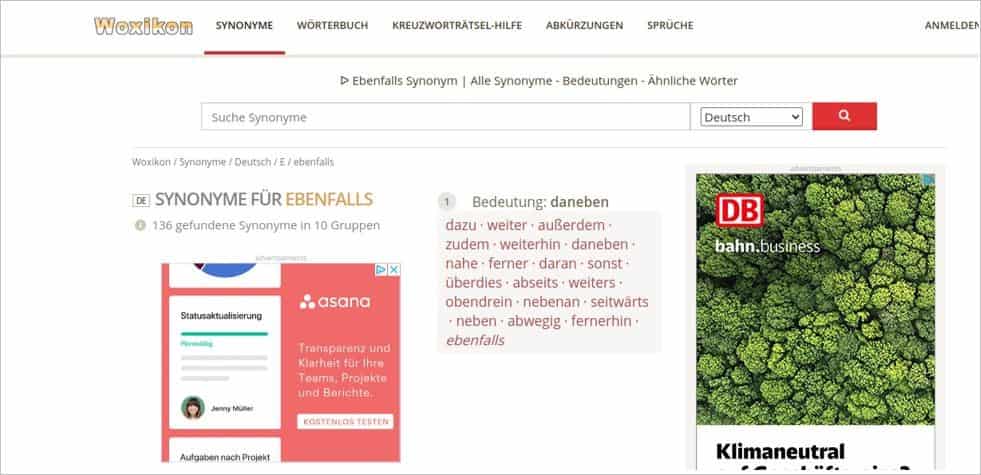 Woxikon SYNONYME WÖRTERBUCH KREUZWORTRÄTSEL-HILFE ABKÜRZUNGEN SPRÜCHE ANMELDEN
ᐅ Ebenfalls Synonym | Alle Synonyme - Bedeutungen - Ähnliche Wörter
Suche Synonyme Deutsch
Woxikon / Synonyme / Deutsch / E / ebenfalls
DE SYNONYME FÜR EBENFALLS
136 gefundene Synonyme in 10 Gruppen
advertisements
Statusaktualisierung
Planmäßig
Jenny Müller
Aufgaben nach Projekt
asana
Transparenz und
Klarheit für Ihre
Teams, Projekte
und Berichte.
KOSTENLOS TESTEN
1 Bedeutung: daneben
dazu · weiter · außerdem ·
zudem · weiterhin · daneben ·
nahe · ferner · daran · sonst ·
überdies · abseits · weiters ·
obendrein · nebenan · seitwärts
· neben · abwegig · fernerhin ·
ebenfalls
advertisements
DB
bahn.business
Klimaneutral